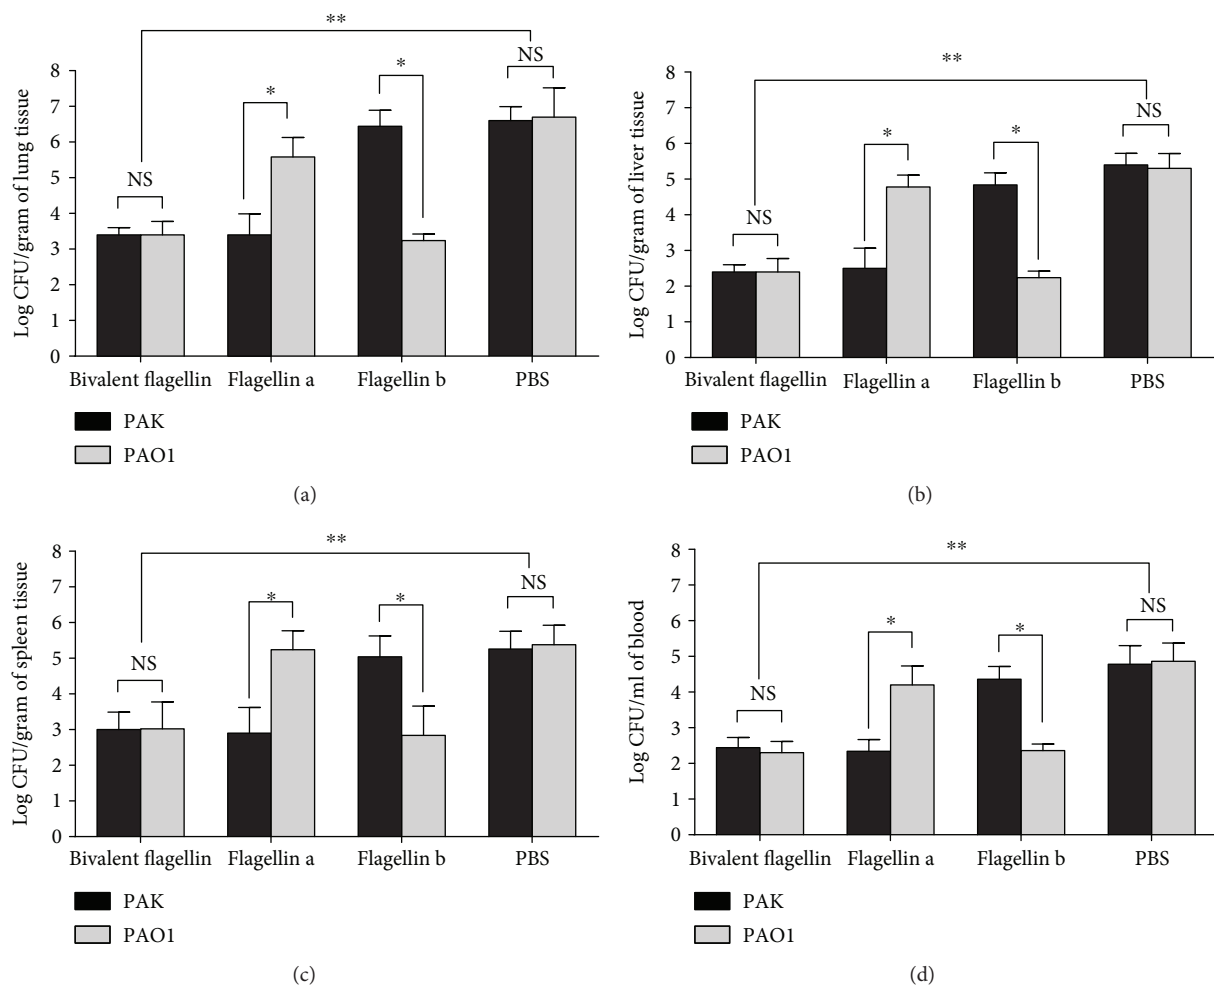 **
8
7
6
5
4
3
2
1
0
Log CFU/gram of lung tissue
NS
*
*
NS
Bivalent flagellin Flagellin a Flagellin b PBS
PAK
PAO1
(a)
**
8
7
6
5
4
3
2
1
0
Log CFU/gram of liver tissue
NS
*
*
NS
Bivalent flagellin Flagellin a Flagellin b PBS
PAK
PAO1
(b)
**
8
7
6
5
4
3
2
1
0
Log CFU/gram of spleen tissue
NS
*
*
NS
Bivalent flagellin Flagellin a Flagellin b PBS
PAK
PAO1
(c)
**
8
7
6
5
4
3
2
1
0
Log CFU/ml of blood
NS
*
*
NS
Bivalent flagellin Flagellin a Flagellin b PBS
PAK
PAO1
(d)